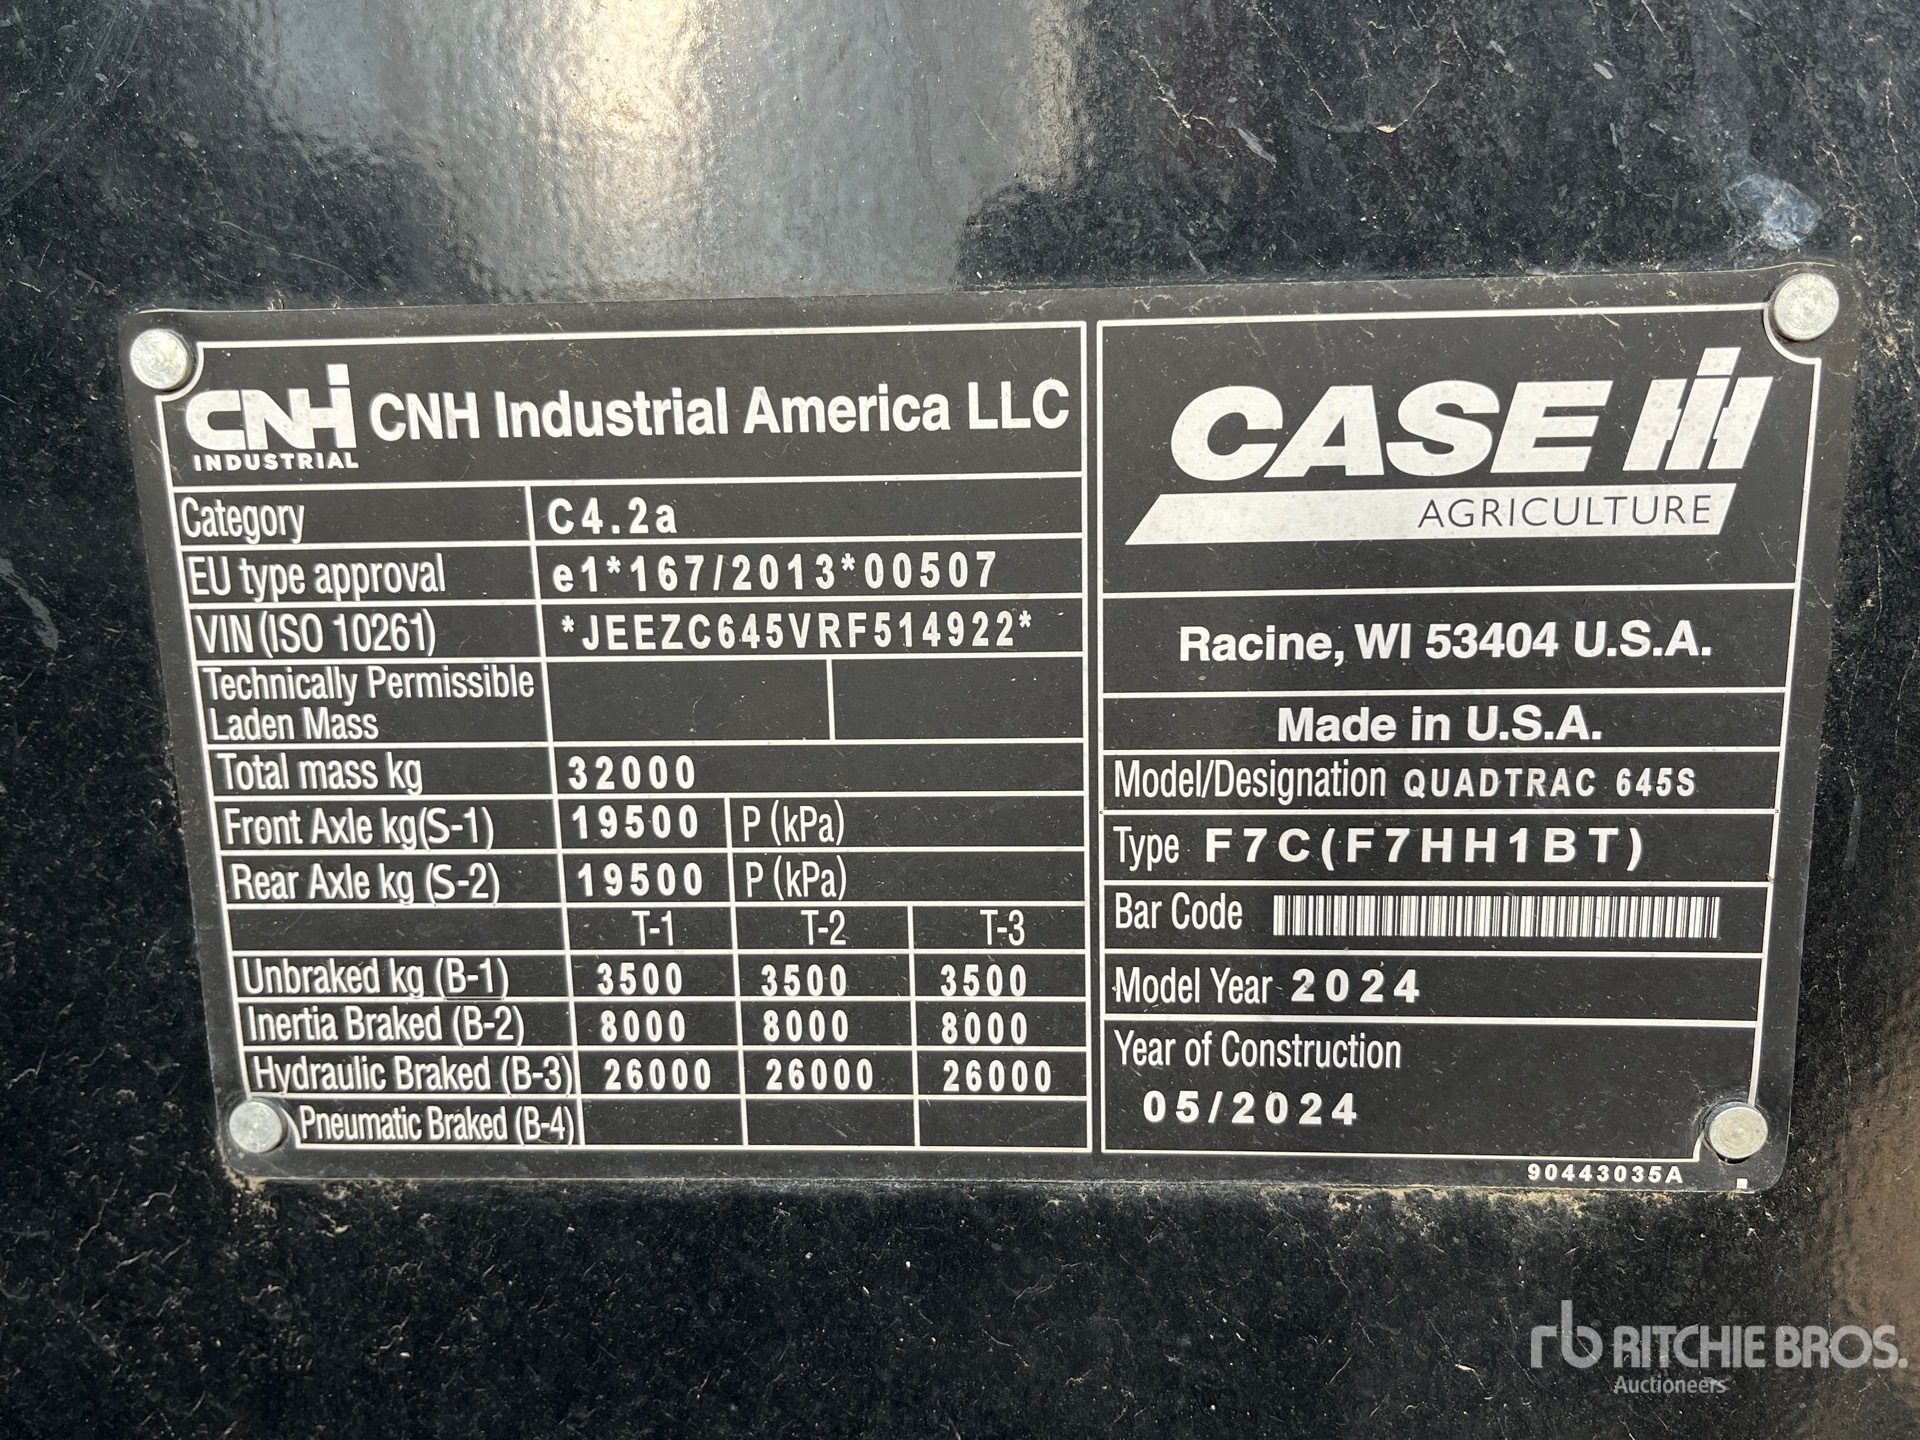 CNHi INDUSTRIAL CNH Industrial America LLC
Category C4.2a
EU type approval e1*167/2013*00507
VIN (ISO 10261) *JEEZC645VRF514922*
Technically Permissible
Laden Mass
Total mass kg 32000
Front Axle kg(S-1) 19500 P (kPa)
Rear Axle kg (S-2) 19500 P (kPa)
T-1 T-2 T-3
Unbraked kg (B-1) 3500 3500 3500
Inertia Braked (B-2) 8000 8000 8000
Hydraulic Braked (B-3) 26000 26000 26000
Pneumatic Braked (B-4)
CASE IH
AGRICULTURE
Racine, WI 53404 U.S.A.
Made in U.S.A.
Model/Designation QUADTRAC 645S
Type F7C(F7HH1BT)
Bar Code
Model Year 2024
Year of Construction
05/2024
90443035A
rb RITCHIE BROS.
Auctioneers